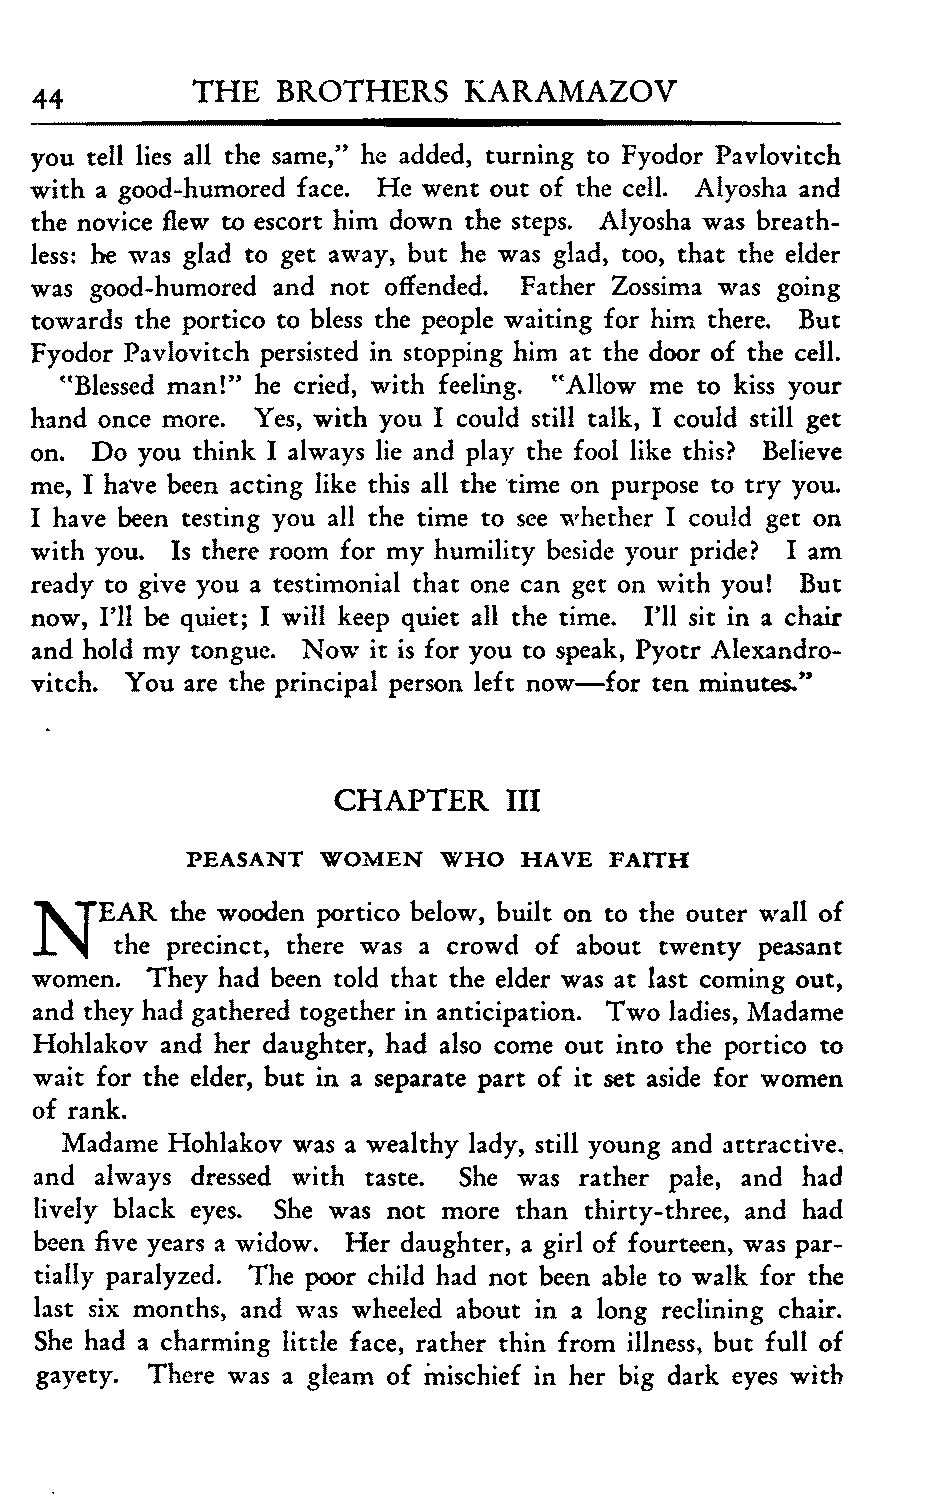 44 THE BROTHERS KARAMAZOV
you tell lies all the same,” he added, turning to Fyodor Pavlovitch
with a good-humored face. He went out of the cell. Alyosha and
the novice flew to escort him down the steps. Alyosha was breath-
less: he was glad to get away, but he was glad, too, that the elder
was good-humored and not offended. Father Zossima was going
towards the portico to bless the people waiting for him there. But
Fyodor Pavlovitch persisted in stopping him at the door of the cell.
“Blessed man!” he cried, with feeling. “Allow me to kiss your
hand once more. Yes, with you I could still talk, I could still get
on. Do you think I always lie and play the fool like this? Believe
me, I have been acting like this all the time on purpose to try you.
I have been testing you all the time to see whether I could get on
with you. Is there room for my humility beside your pride? I am
ready to give you a testimonial that one can get on with you! But
now, I’ll be quiet; I will keep quiet all the time. I’ll sit in a chair
and hold my tongue. Now it is for you to speak, Pyotr Alexandro-
vitch. You are the principal person left now—for ten minutes.”
CHAPTER III
PEASANT WOMEN WHO HAVE FAITH
NEAR the wooden portico below, built on to the outer wall of
the precinct, there was a crowd of about twenty peasant
women. They had been told that the elder was at last coming out,
and they had gathered together in anticipation. Two ladies, Madame
Hohlakov and her daughter, had also come out into the portico to
wait for the elder, but in a separate part of it set aside for women
of rank.
Madame Hohlakov was a wealthy lady, still young and attractive.
and always dressed with taste. She was rather pale, and had
lively black eyes. She was not more than thirty-three, and had
been five years a widow. Her daughter, a girl of fourteen, was par-
tially paralyzed. The poor child had not been able to walk for the
last six months, and was wheeled about in a long reclining chair.
She had a charming little face, rather thin from illness, but full of
gayety. There was a gleam of mischief in her big dark eyes with